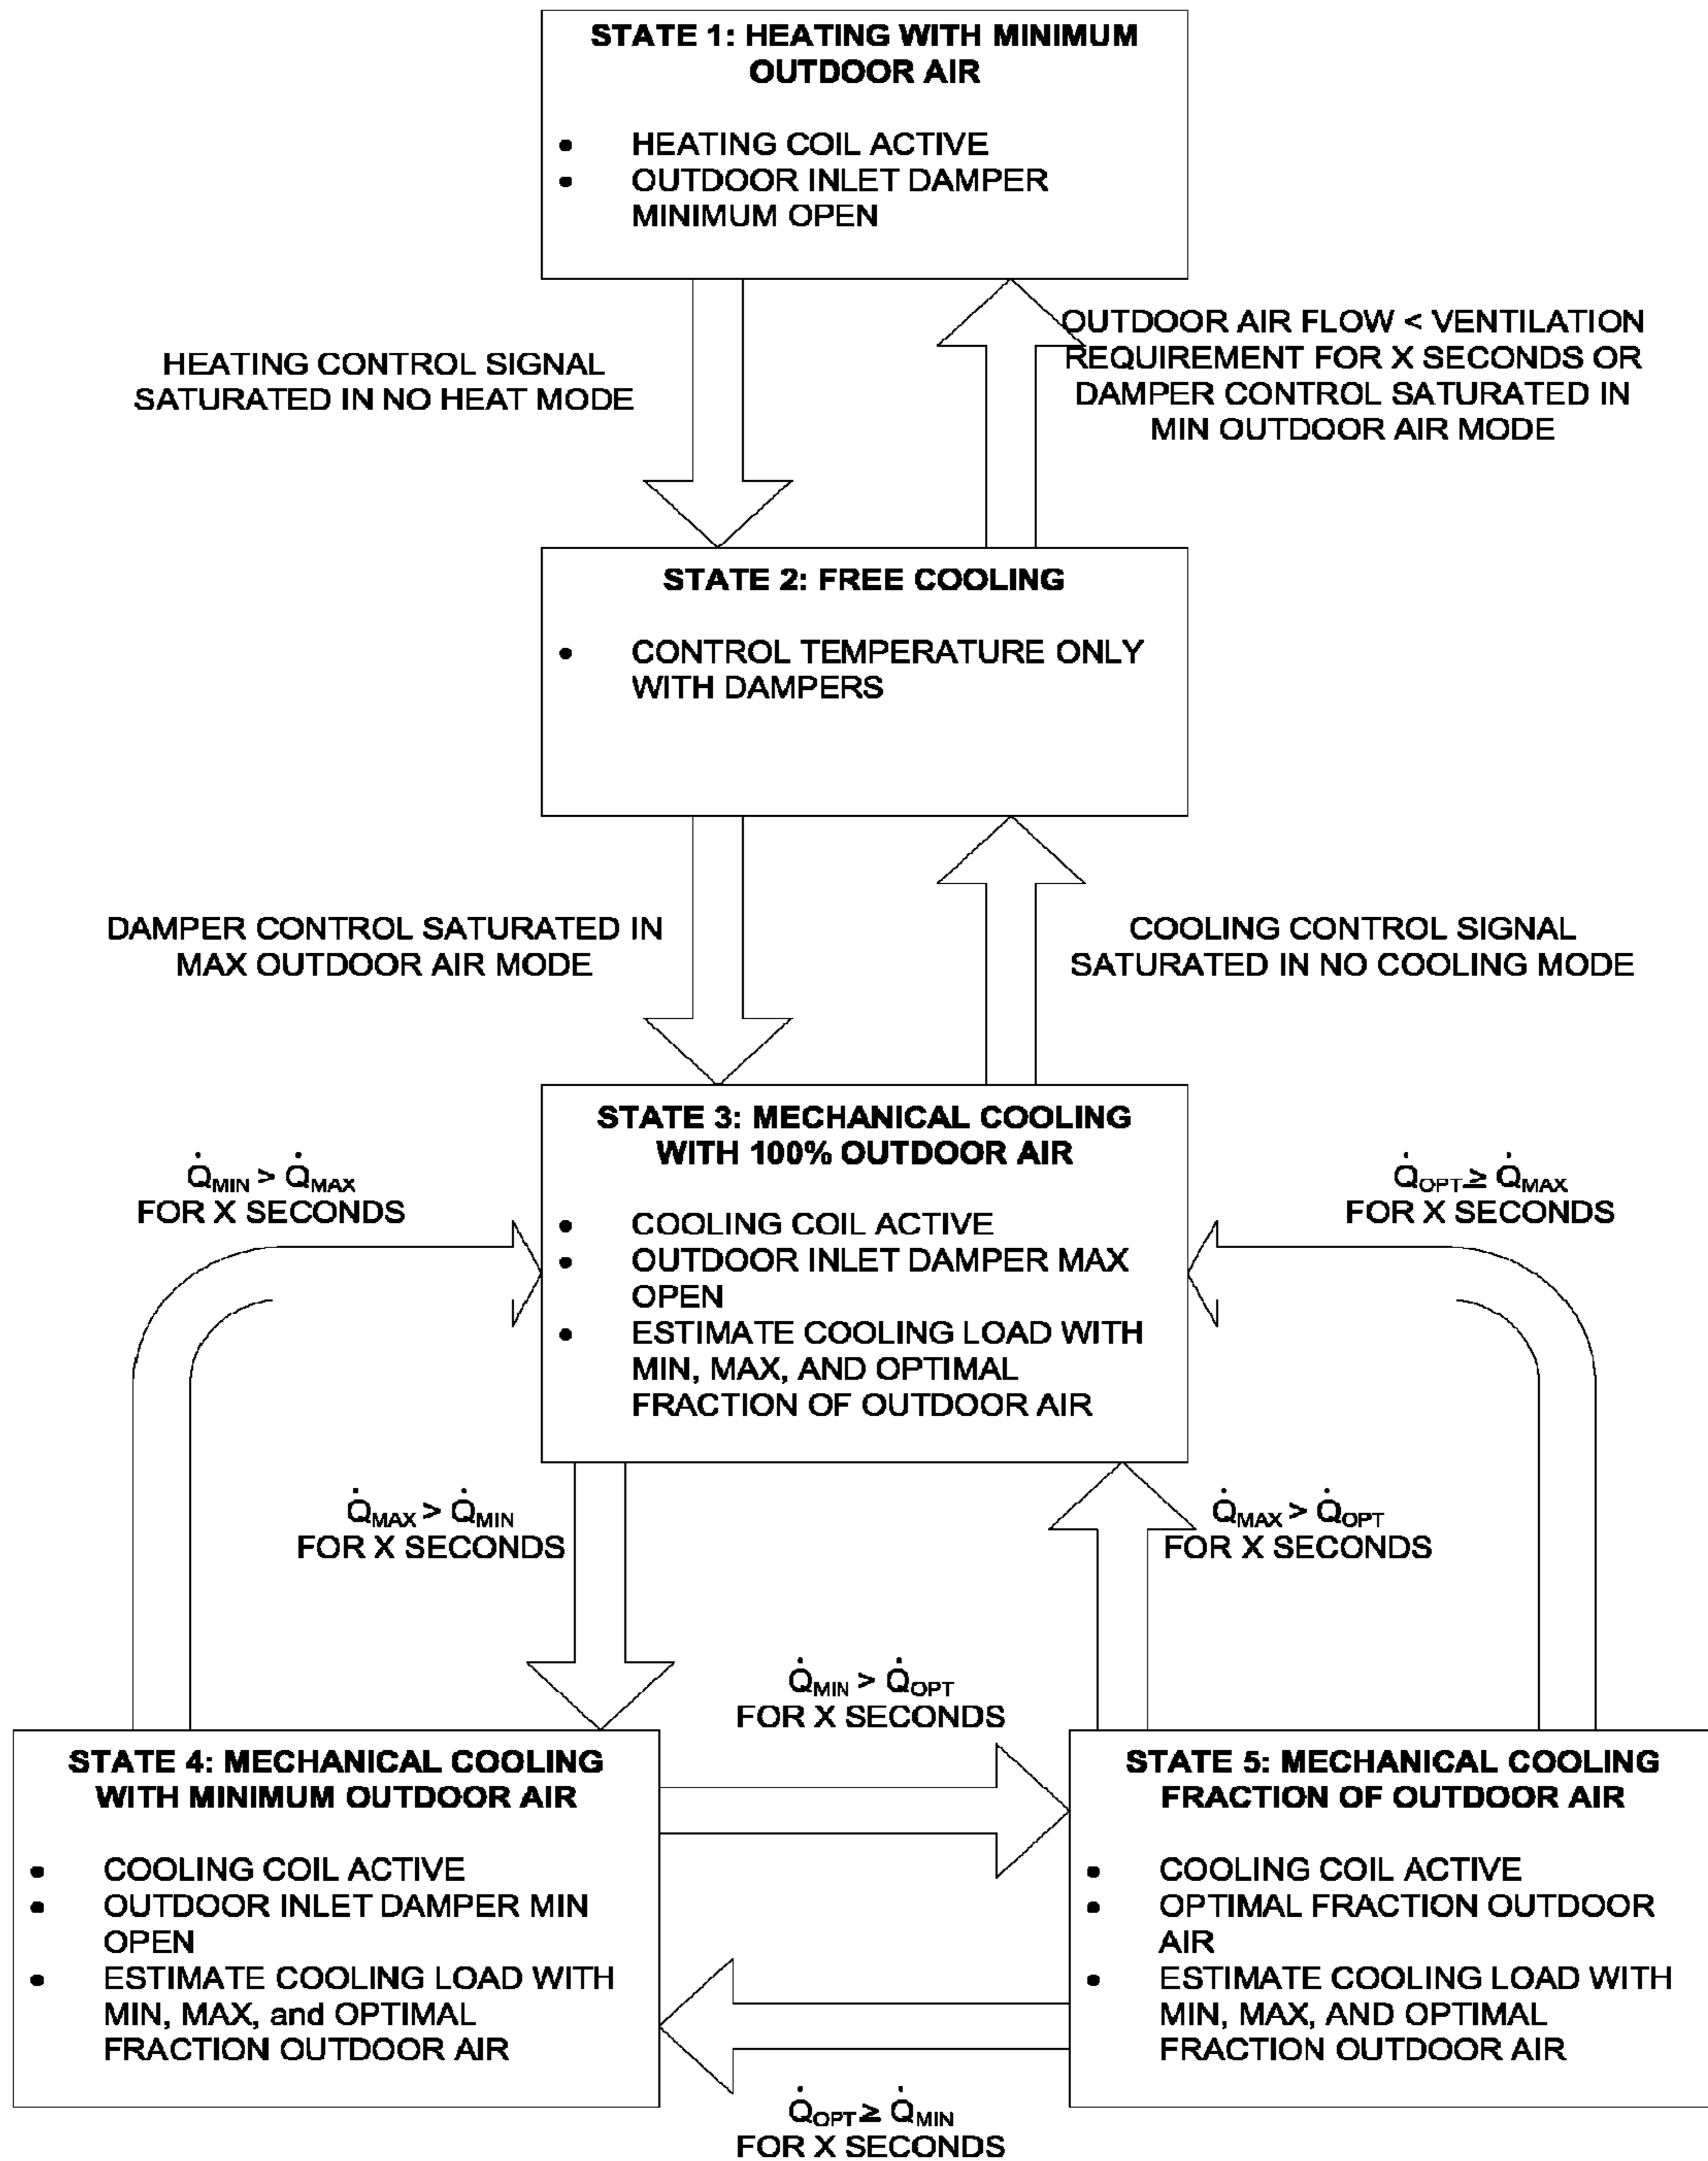 STATE 1: HEATING WITH MINIMUM
OUTDOOR AIR
• HEATING COIL ACTIVE
• OUTDOOR INLET DAMPER
MINIMUM OPEN
HEATING CONTROL SIGNAL
SATURATED IN NO HEAT MODE
OUTDOOR AIR FLOW < VENTILATION
REQUIREMENT FOR X SECONDS OR
DAMPER CONTROL SATURATED IN
MIN OUTDOOR AIR MODE
STATE 2: FREE COOLING
• CONTROL TEMPERATURE ONLY
WITH DAMPERS
DAMPER CONTROL SATURATED IN
MAX OUTDOOR AIR MODE
COOLING CONTROL SIGNAL
SATURATED IN NO COOLING MODE
STATE 3: MECHANICAL COOLING
WITH 100% OUTDOOR AIR
• COOLING COIL ACTIVE
• OUTDOOR INLET DAMPER MAX
OPEN
• ESTIMATE COOLING LOAD WITH
MIN, MAX, AND OPTIMAL
FRACTION OF OUTDOOR AIR
Q̇MIN > Q̇MAX
FOR X SECONDS
Q̇OPT ≥ Q̇MAX
FOR X SECONDS
Q̇MAX > Q̇MIN
FOR X SECONDS
Q̇MAX > Q̇OPT
FOR X SECONDS
Q̇MIN > Q̇OPT
FOR X SECONDS
STATE 4: MECHANICAL COOLING
WITH MINIMUM OUTDOOR AIR
• COOLING COIL ACTIVE
• OUTDOOR INLET DAMPER MIN
OPEN
• ESTIMATE COOLING LOAD WITH
MIN, MAX, and OPTIMAL
FRACTION OUTDOOR AIR
STATE 5: MECHANICAL COOLING
FRACTION OF OUTDOOR AIR
• COOLING COIL ACTIVE
• OPTIMAL FRACTION OUTDOOR
AIR
• ESTIMATE COOLING LOAD WITH
MIN, MAX, AND OPTIMAL
FRACTION OUTDOOR AIR
Q̇OPT ≥ Q̇MIN
FOR X SECONDS